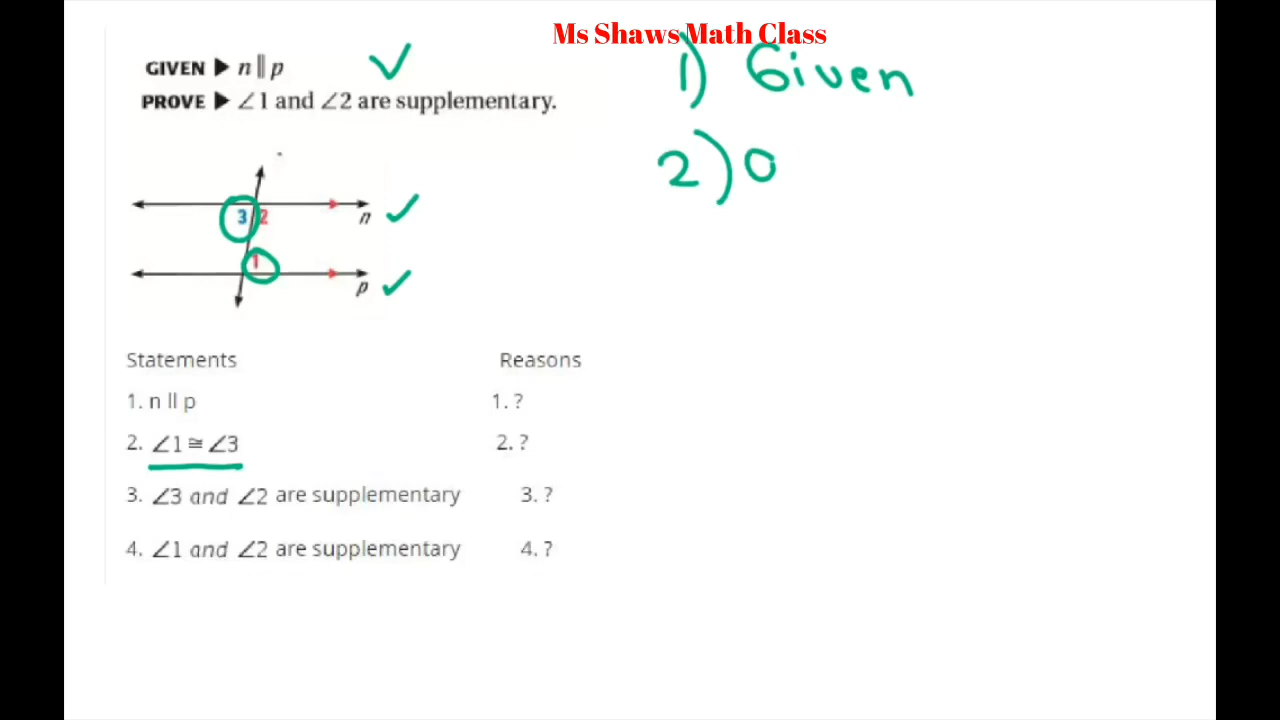 Ms Shaws Math Class
GIVEN ▶ n ∥ p
PROVE ▶ ∠1 and ∠2 are supplementary.
1) Given
2) a
3 2
n
1
p
Statements Reasons
1. n ll p 1. ?
2. ∠1 ≅ ∠3 2. ?
3. ∠3 and ∠2 are supplementary 3. ?
4. ∠1 and ∠2 are supplementary 4. ?